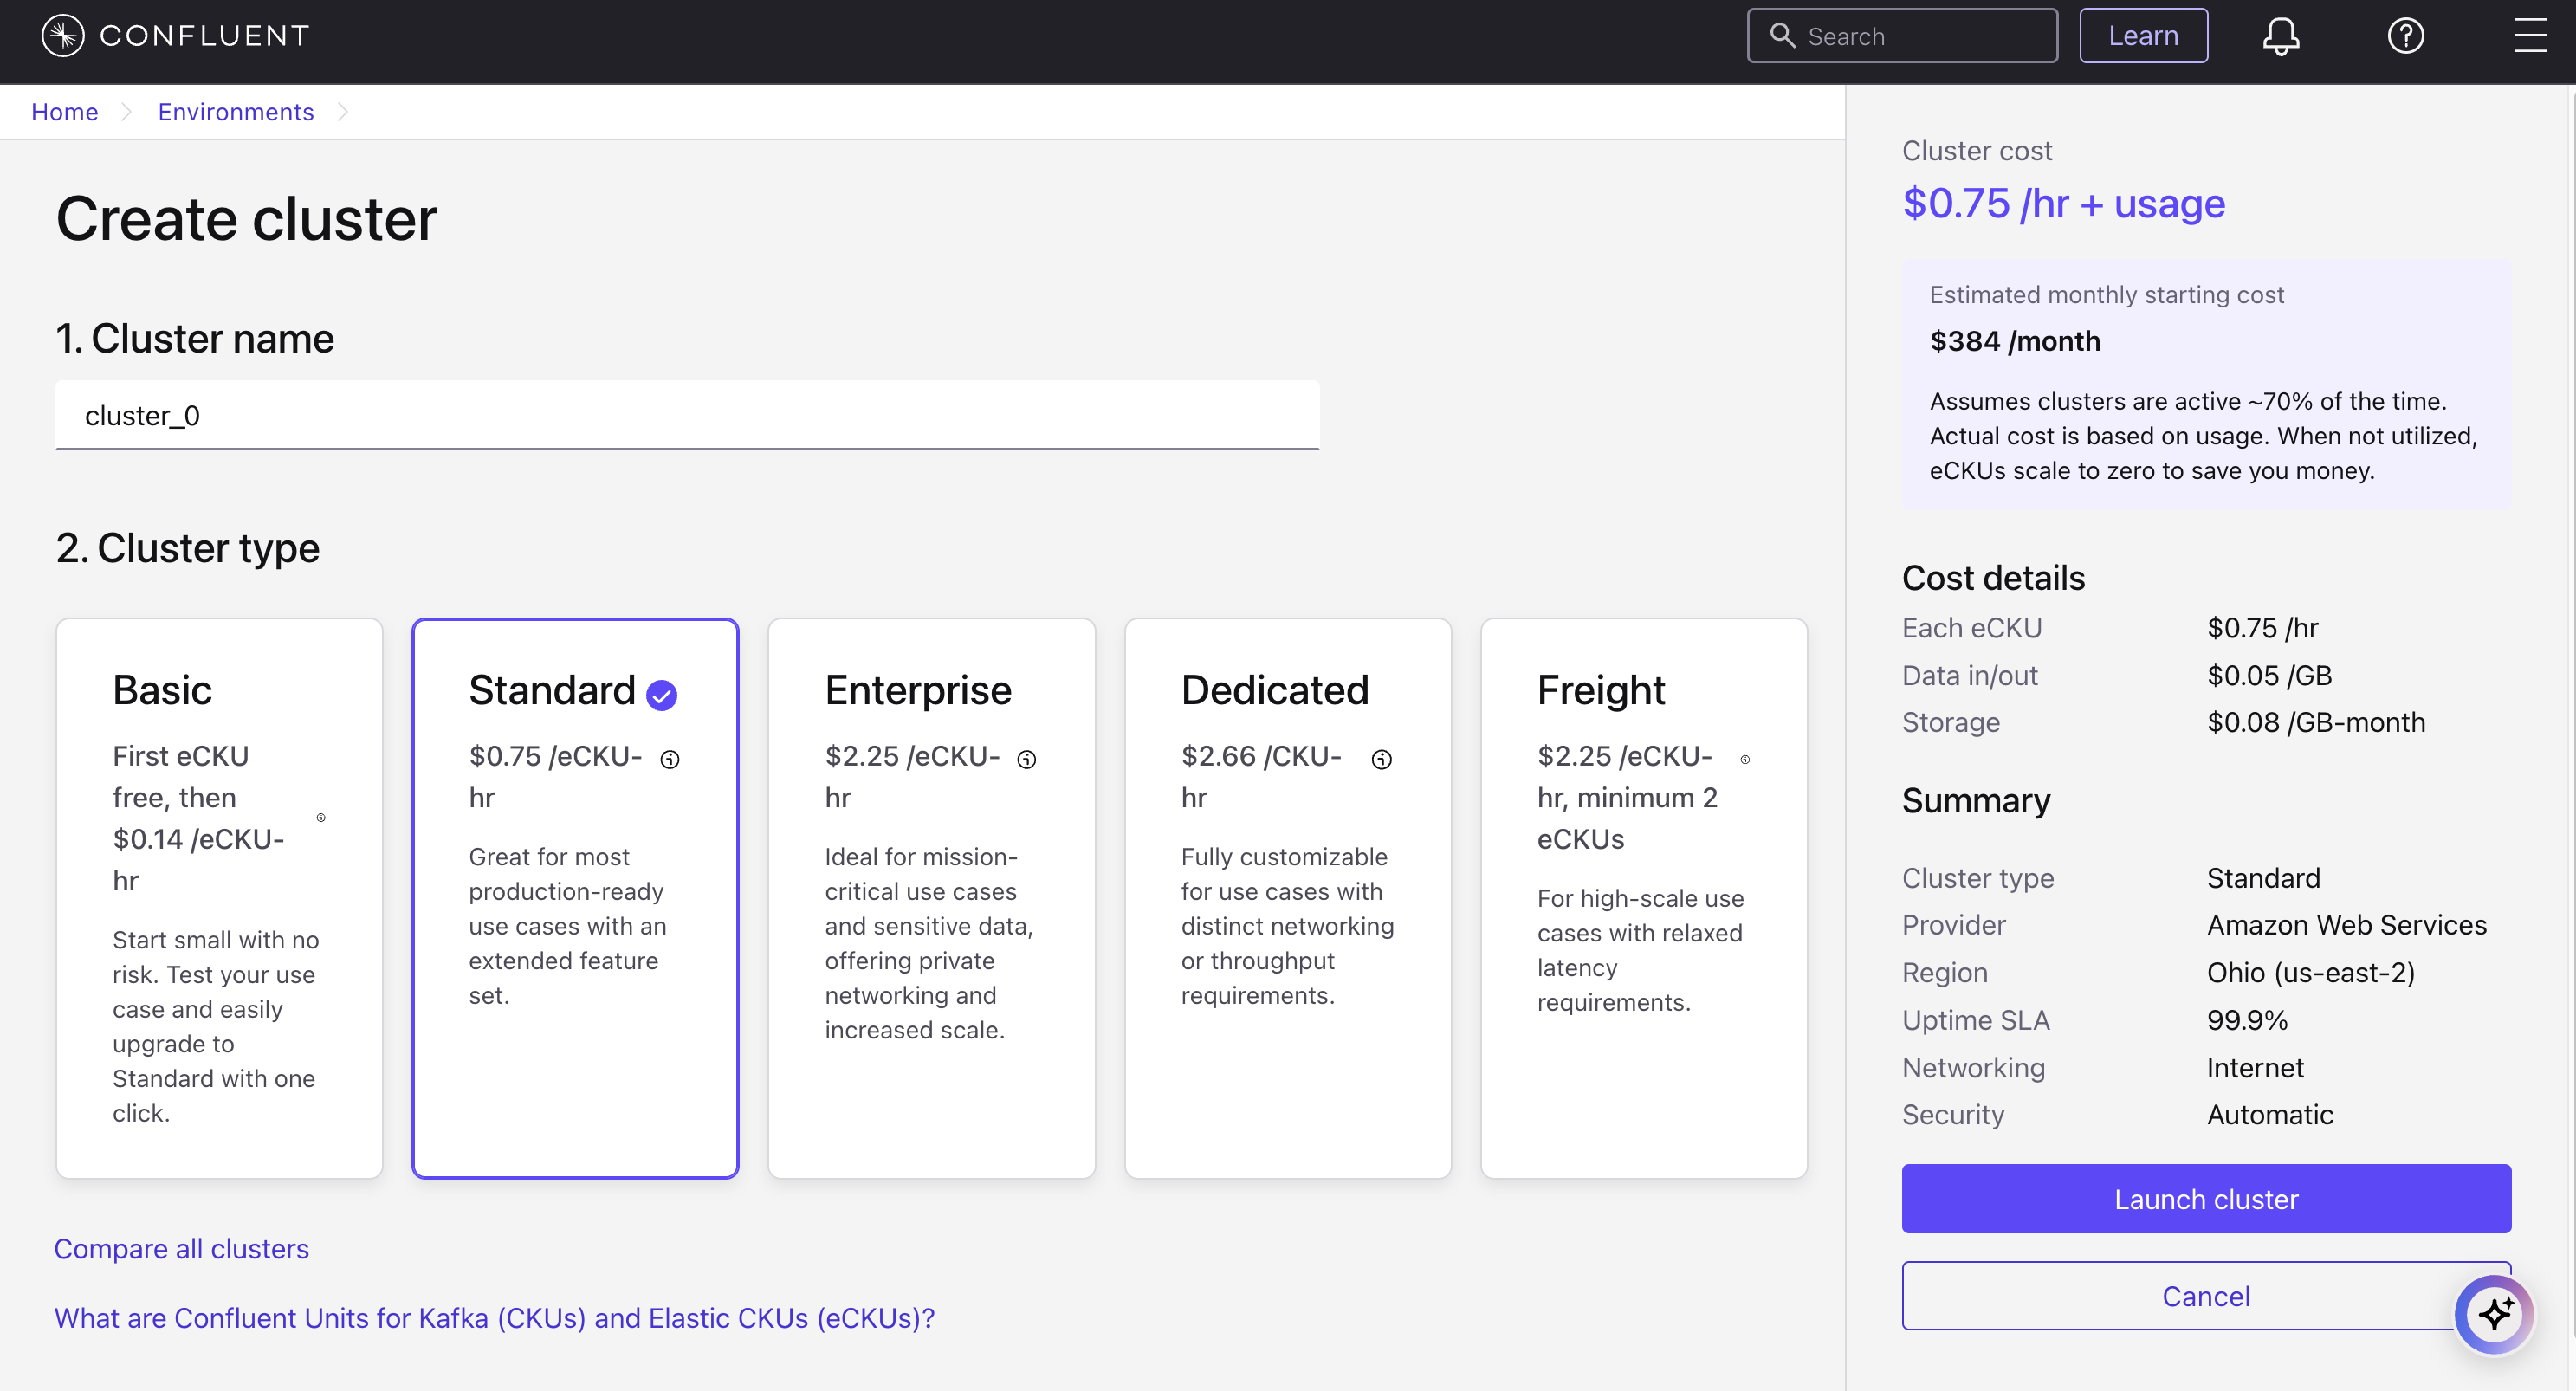 CONFLUENT
Search
Learn
Home
Environments
Create cluster
1. Cluster name
cluster_0
2. Cluster type
Basic
First eCKU
free, then
$0.14 /eCKU-
hr
Start small with no
risk. Test your use
case and easily
upgrade to
Standard with one
click.
Standard
$0.75 /eCKU-
hr
Great for most
production-ready
use cases with an
extended feature
set.
Enterprise
$2.25 /eCKU-
hr
Ideal for mission-
critical use cases
and sensitive data,
offering private
networking and
increased scale.
Dedicated
$2.66 /CKU-
hr
Fully customizable
for use cases with
distinct networking
or throughput
requirements.
Freight
$2.25 /eCKU-
hr, minimum 2
eCKUs
For high-scale use
cases with relaxed
latency
requirements.
Compare all clusters
What are Confluent Units for Kafka (CKUs) and Elastic CKUs (eCKUs)?
Cluster cost
$0.75 /hr + usage
Estimated monthly starting cost
$384 /month
Assumes clusters are active ~70% of the time.
Actual cost is based on usage. When not utilized,
eCKUs scale to zero to save you money.
Cost details
Each eCKU $0.75 /hr
Data in/out $0.05 /GB
Storage $0.08 /GB-month
Summary
Cluster type Standard
Provider Amazon Web Services
Region Ohio (us-east-2)
Uptime SLA 99.9%
Networking Internet
Security Automatic
Launch cluster
Cancel